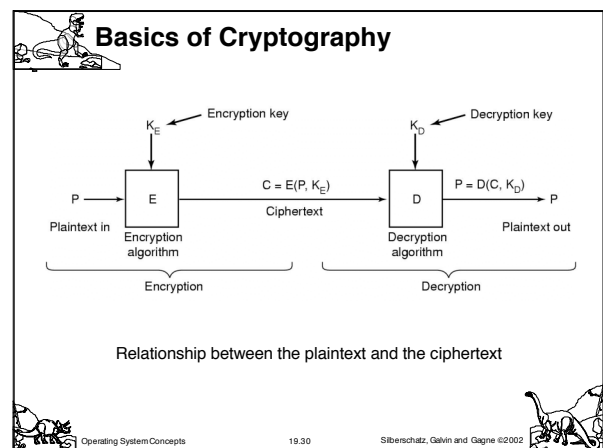 Basics of Cryptography
K_E
Encryption key
K_D
Decryption key
P
E
C = E(P, K_E)
Ciphertext
D
P = D(C, K_D)
P
Plaintext in
Encryption
algorithm
Decryption
algorithm
Plaintext out
Encryption
Decryption
Relationship between the plaintext and the ciphertext
Operating System Concepts
19.30
Silberschatz, Galvin and Gagne ©2002